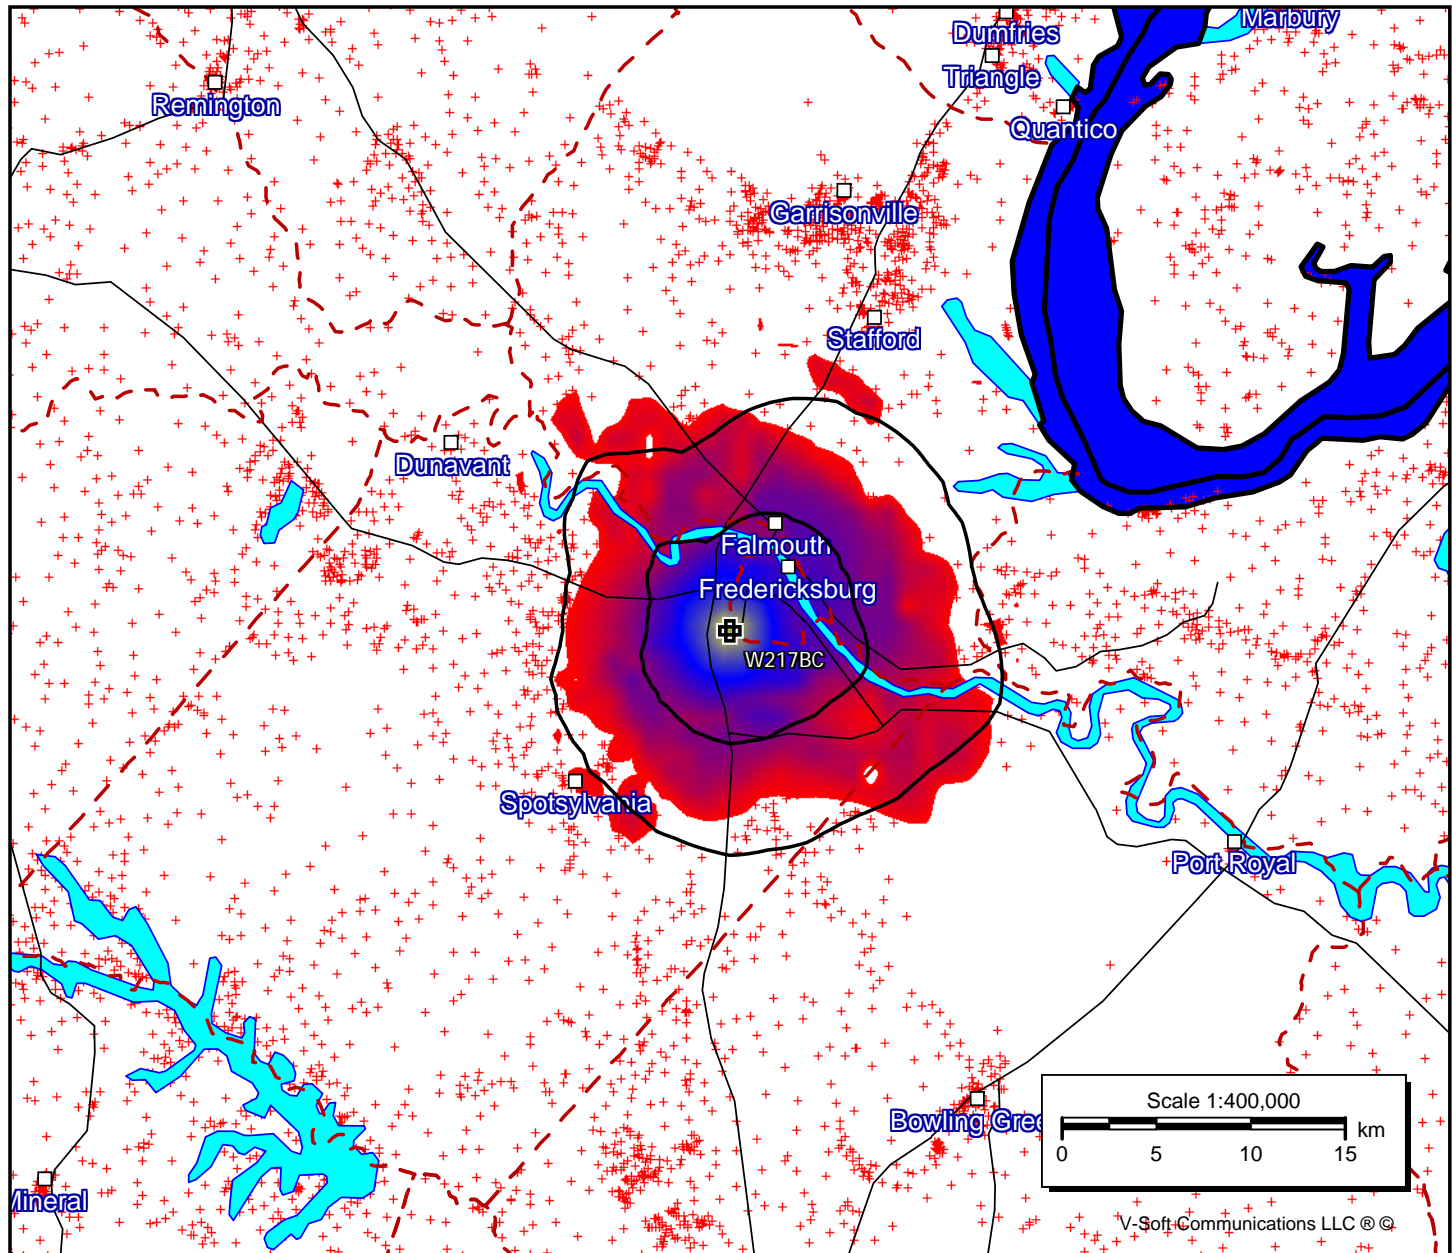 Marbury
Dumfries
Triangle
Remington
Quantico
Garrisonville
Stafford
Dunavant
Falmouth
Fredericksburg
W217BC
Spotsylvania
Port Royal
Bowling Gree
Scale 1:400,000
km
0 5 10 15
Mineral
V-Soft Communications LLC ® ©